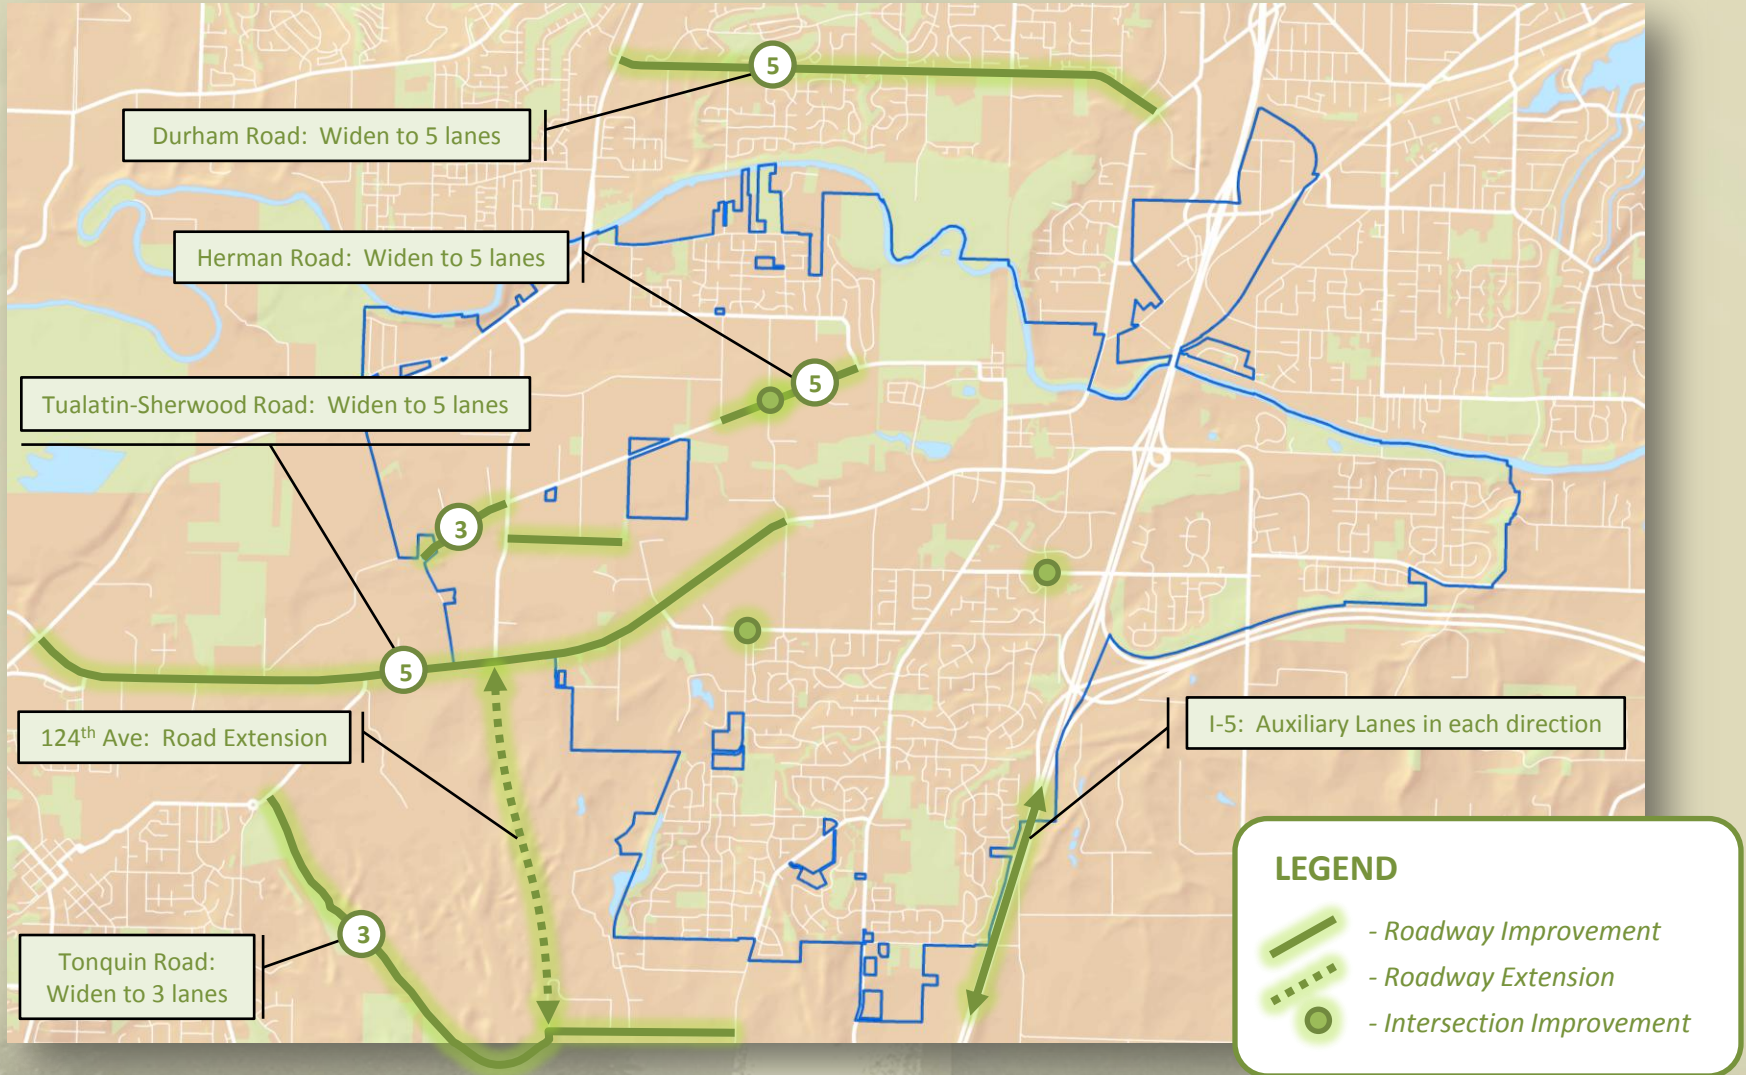 5
Durham Road: Widen to 5 lanes
Herman Road: Widen to 5 lanes
5
Tualatin-Sherwood Road: Widen to 5 lanes
3
5
124th Ave: Road Extension
I-5: Auxiliary Lanes in each direction
3
Tonquin Road:
Widen to 3 lanes
LEGEND
- Roadway Improvement
- Roadway Extension
- Intersection Improvement